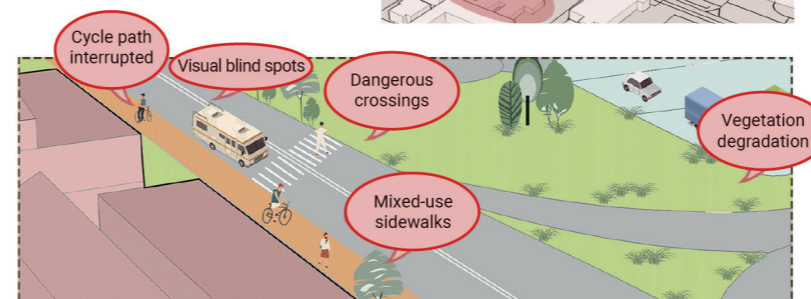 Cycle path
interrupted
Visual blind spots
Dangerous
crossings
Vegetation
degradation
Mixed-use
sidewalks